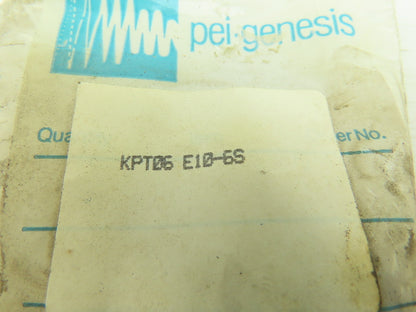 pei·genesis
Qua
er No.
KPT06 E10-6S